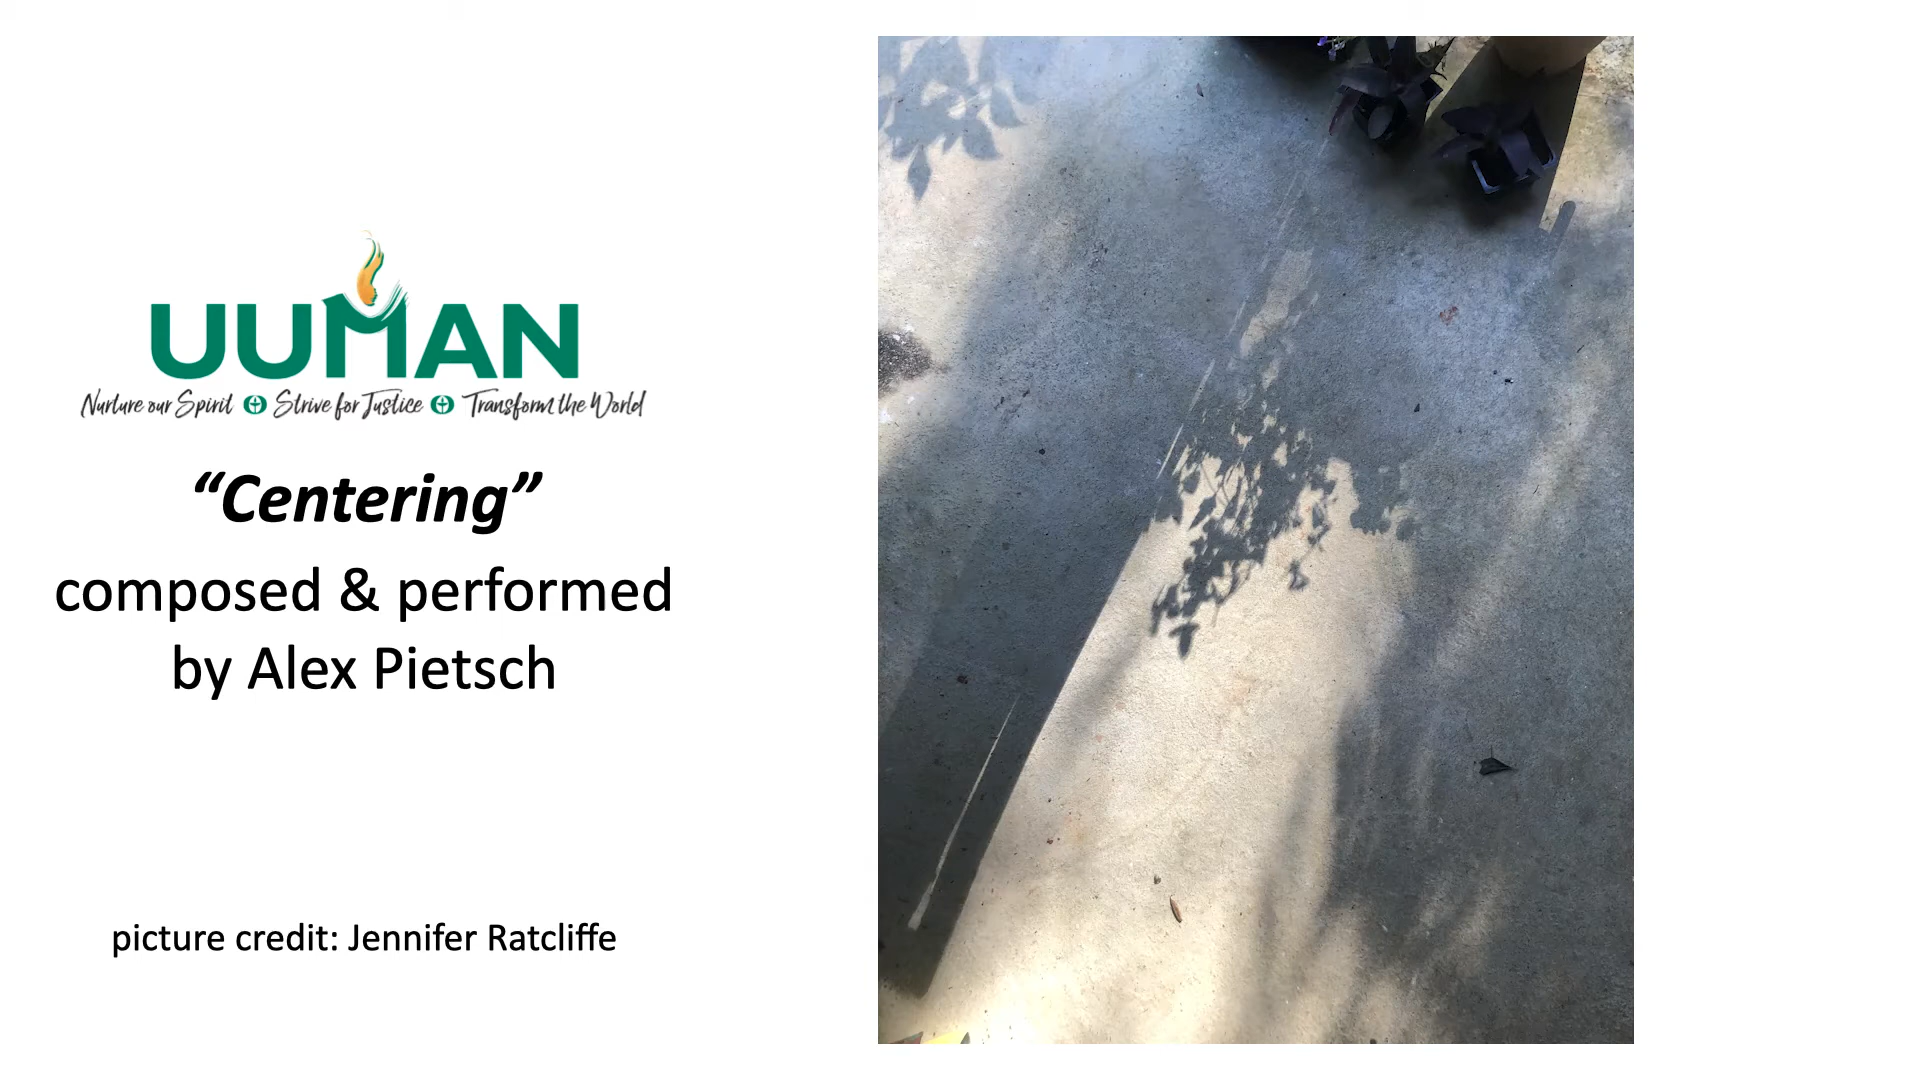 UUMAN
Nurture our Spirit Strive for Justice Transform the World
“Centering”
composed & performed
by Alex Pietsch
picture credit: Jennifer Ratcliffe